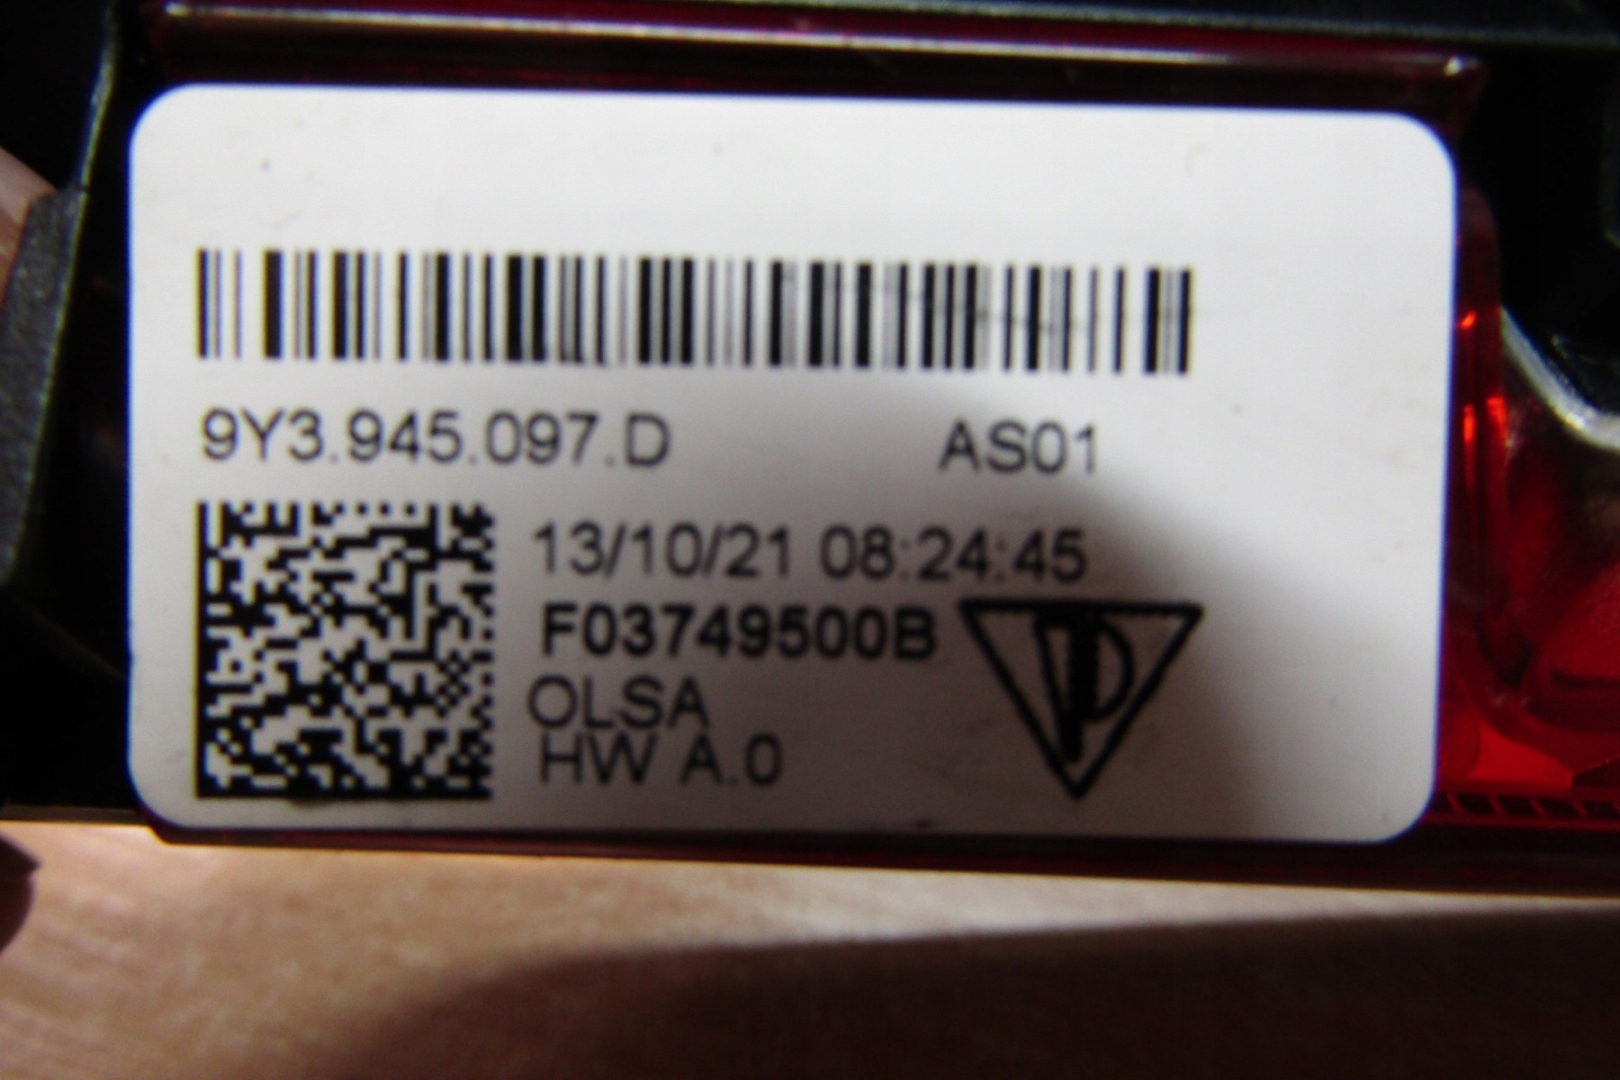 9Y3.945.097.D AS01
13/10/21 08:24:45
F03749500B
OLSA
HW A.0